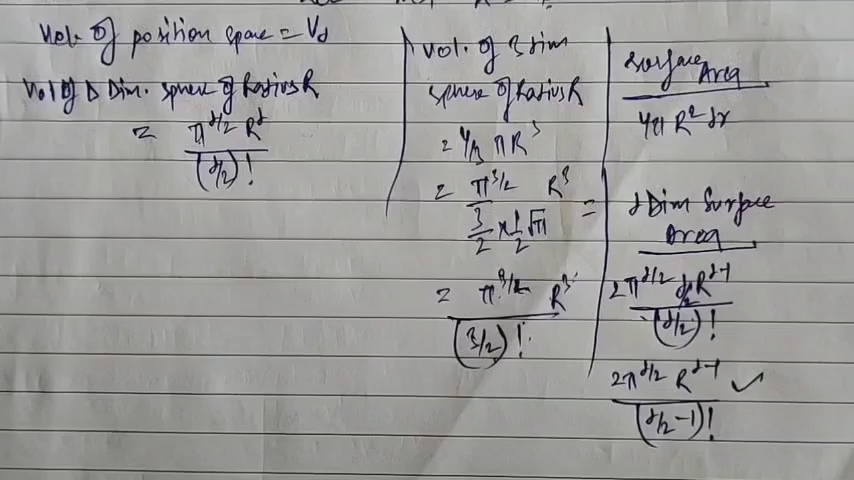 Vol. of position space = V_d
Vol of D Dim. sphere of Radius R
= π^{d/2} R^d / (d/2)!
Vol. of 3 dim
sphere of Radius R
= 4/3 π R^3
= π^{3/2} R^3 / (3/2 × 1/2 √π)
= π^{3/2} R^3 / (3/2)!
Surface Area
4π R^2 dr
=
d Dim Surface
Area
2π^{d/2} d/2 R^{d-1} / (d/2)!
2π^{d/2} R^{d-1} / (d/2-1)! ✓